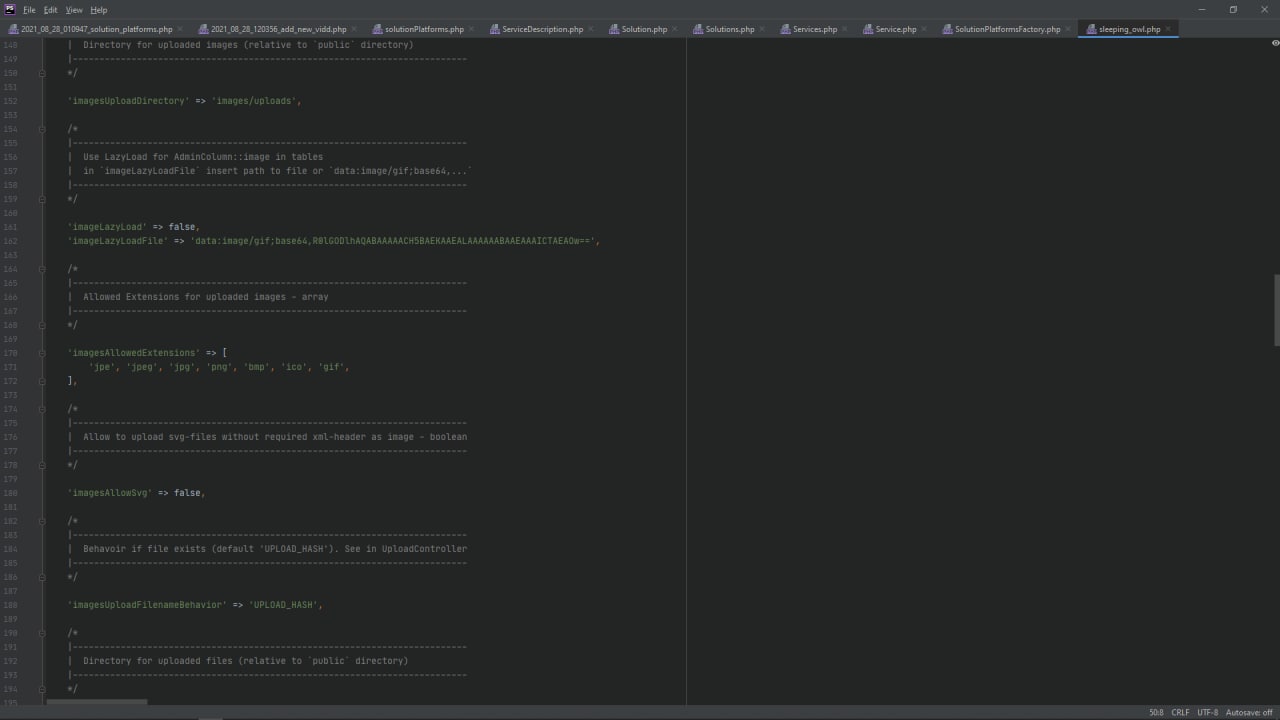 PS File Edit View Help
2021_08_28_010947_solution_platforms.php 2021_08_28_120356_add_new_vidd.php solutionPlatforms.php ServiceDescription.php Solution.php Solutions.php Services.php Service.php SolutionPlatformsFactory.php sleeping_owl.php
148 | Directory for uploaded images (relative to `public` directory)
149 |--------------------------------------------------------------------------
150 */
151
152 'imagesUploadDirectory' => 'images/uploads',
153
154 /*
155 |--------------------------------------------------------------------------
156 | Use LazyLoad for AdminColumn::image in tables
157 | in `imageLazyLoadFile` insert path to file or `data:image/gif;base64,...`
158 |--------------------------------------------------------------------------
159 */
160
161 'imageLazyLoad' => false,
162 'imageLazyLoadFile' => 'data:image/gif;base64,R0lGODlhAQABAAAAACH5BAEKAAEALAAAAAABAAEAAAICTAEAOw==',
163
164 /*
165 |--------------------------------------------------------------------------
166 | Allowed Extensions for uploaded images - array
167 |--------------------------------------------------------------------------
168 */
169
170 'imagesAllowedExtensions' => [
171 'jpe', 'jpeg', 'jpg', 'png', 'bmp', 'ico', 'gif',
172 ],
173
174 /*
175 |--------------------------------------------------------------------------
176 | Allow to upload svg-files without required xml-header as image - boolean
177 |--------------------------------------------------------------------------
178 */
179
180 'imagesAllowSvg' => false,
181
182 /*
183 |--------------------------------------------------------------------------
184 | Behavoir if file exists (default 'UPLOAD_HASH'). See in UploadController
185 |--------------------------------------------------------------------------
186 */
187
188 'imagesUploadFilenameBehavior' => 'UPLOAD_HASH',
189
190 /*
191 |--------------------------------------------------------------------------
192 | Directory for uploaded files (relative to `public` directory)
193 |--------------------------------------------------------------------------
194 */
195
50:8 CRLF UTF-8 Autosave: off